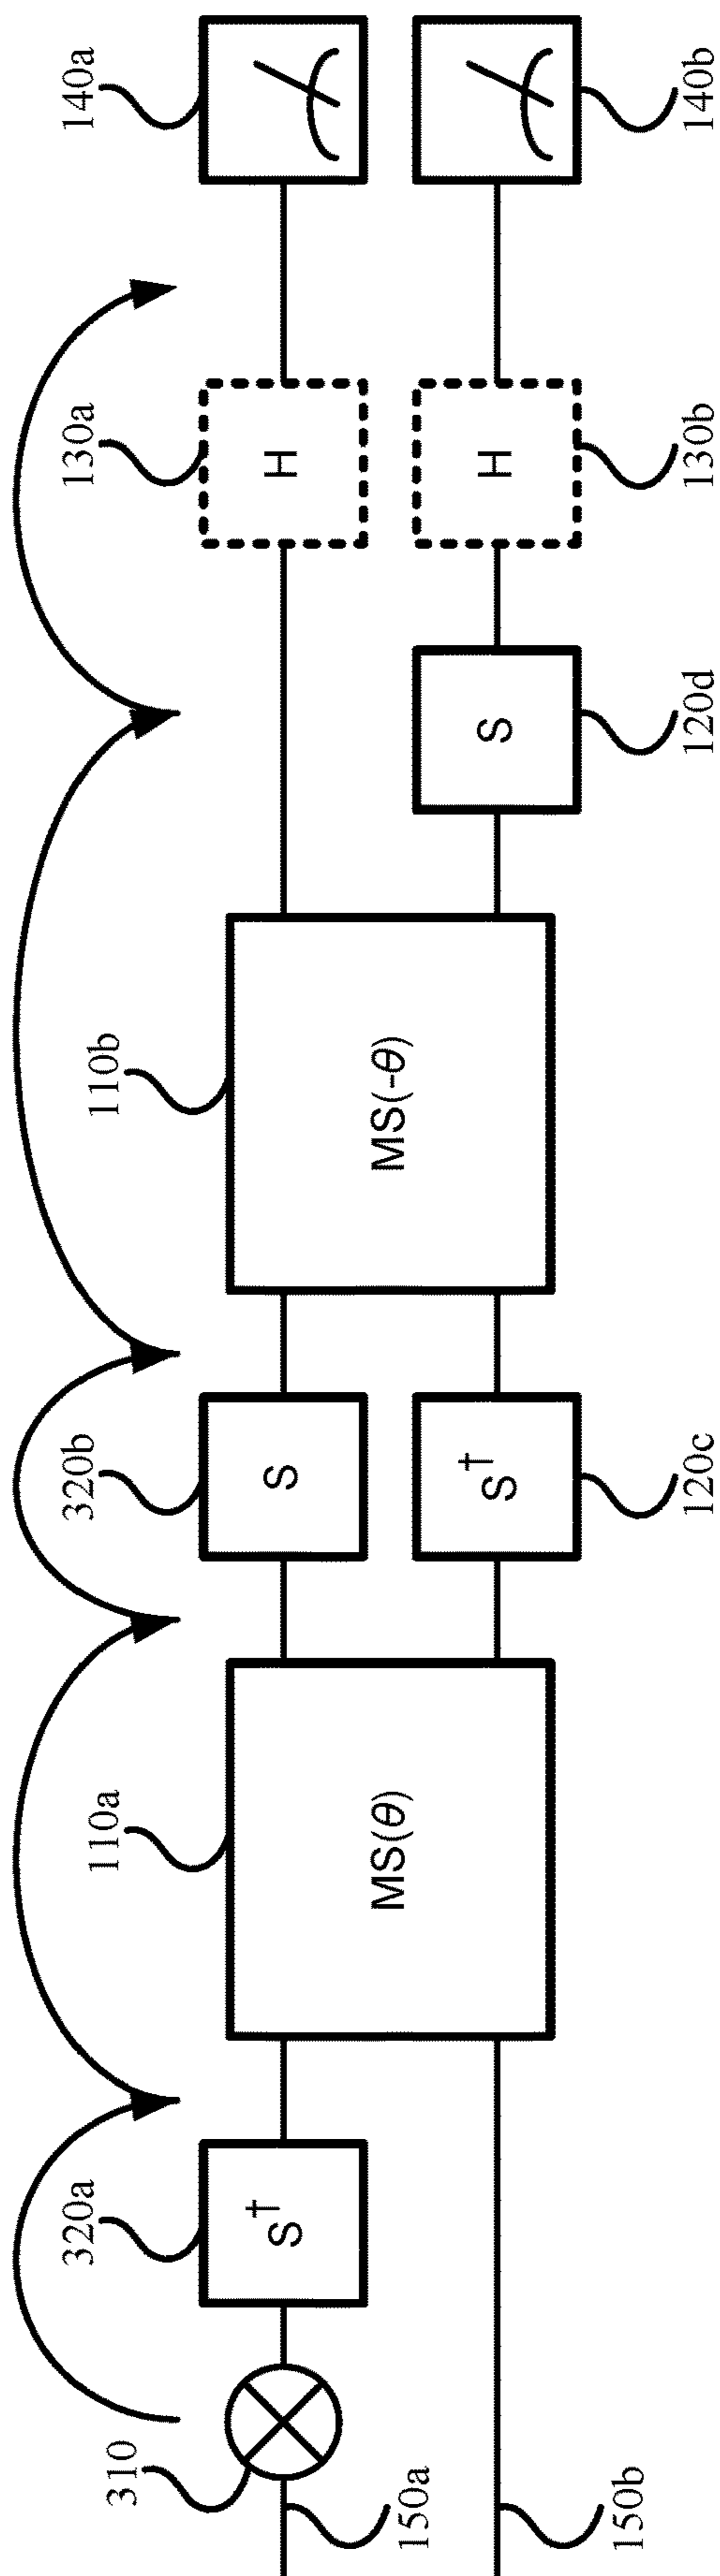 310
150a
150b
320a
S†
110a
MS(θ)
320b
S
S†
120c
110b
MS(-θ)
S
120d
130a
H
H
130b
140a
140b